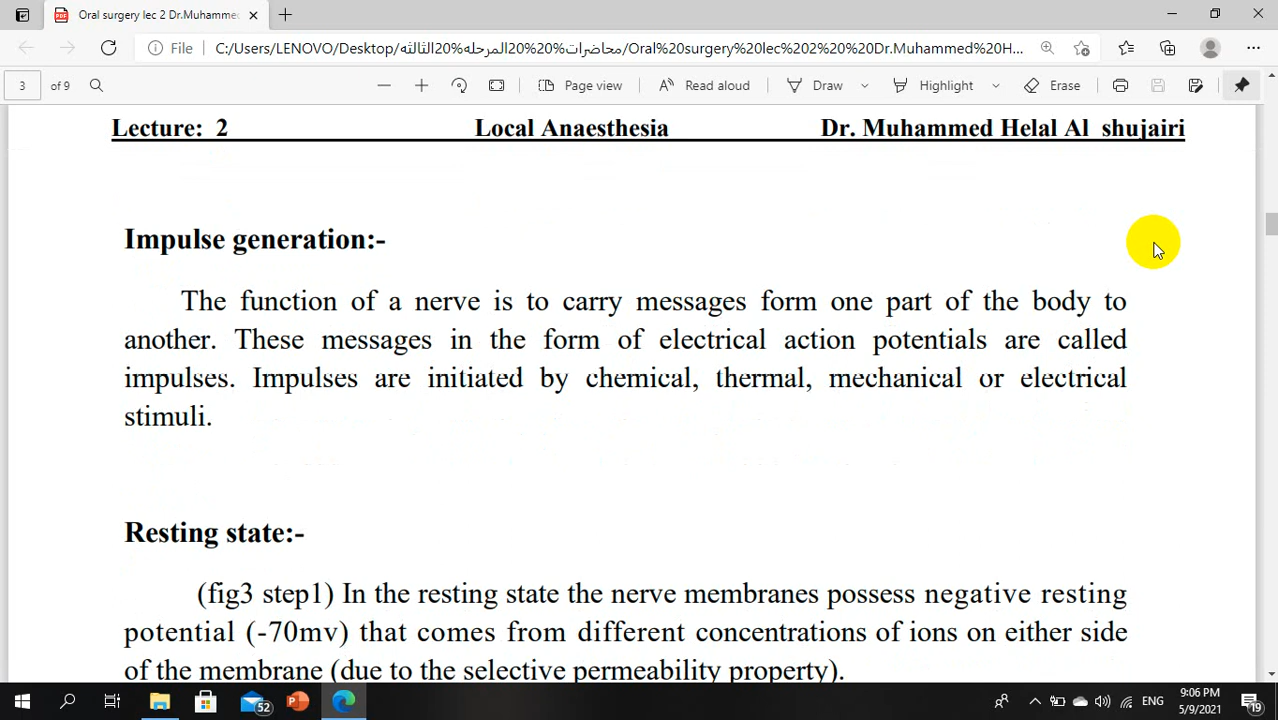 Oral surgery lec 2 Dr.Muhammed
File
C:/Users/LENOVO/Desktop/محاضرات%20%20المرحله%20الثالثه/Oral%20surgery%20lec%202%20%20Dr.Muhammed%20H...
3 of 9
Page view
Read aloud
Draw
Highlight
Erase
Lecture: 2 Local Anaesthesia Dr. Muhammed Helal Al shujairi
Impulse generation:-
The function of a nerve is to carry messages form one part of the body to
another. These messages in the form of electrical action potentials are called
impulses. Impulses are initiated by chemical, thermal, mechanical or electrical
stimuli.
Resting state:-
(fig3 step1) In the resting state the nerve membranes possess negative resting
potential (-70mv) that comes from different concentrations of ions on either side
of the membrane (due to the selective permeability property).
52
ENG
9:06 PM
5/9/2021
19